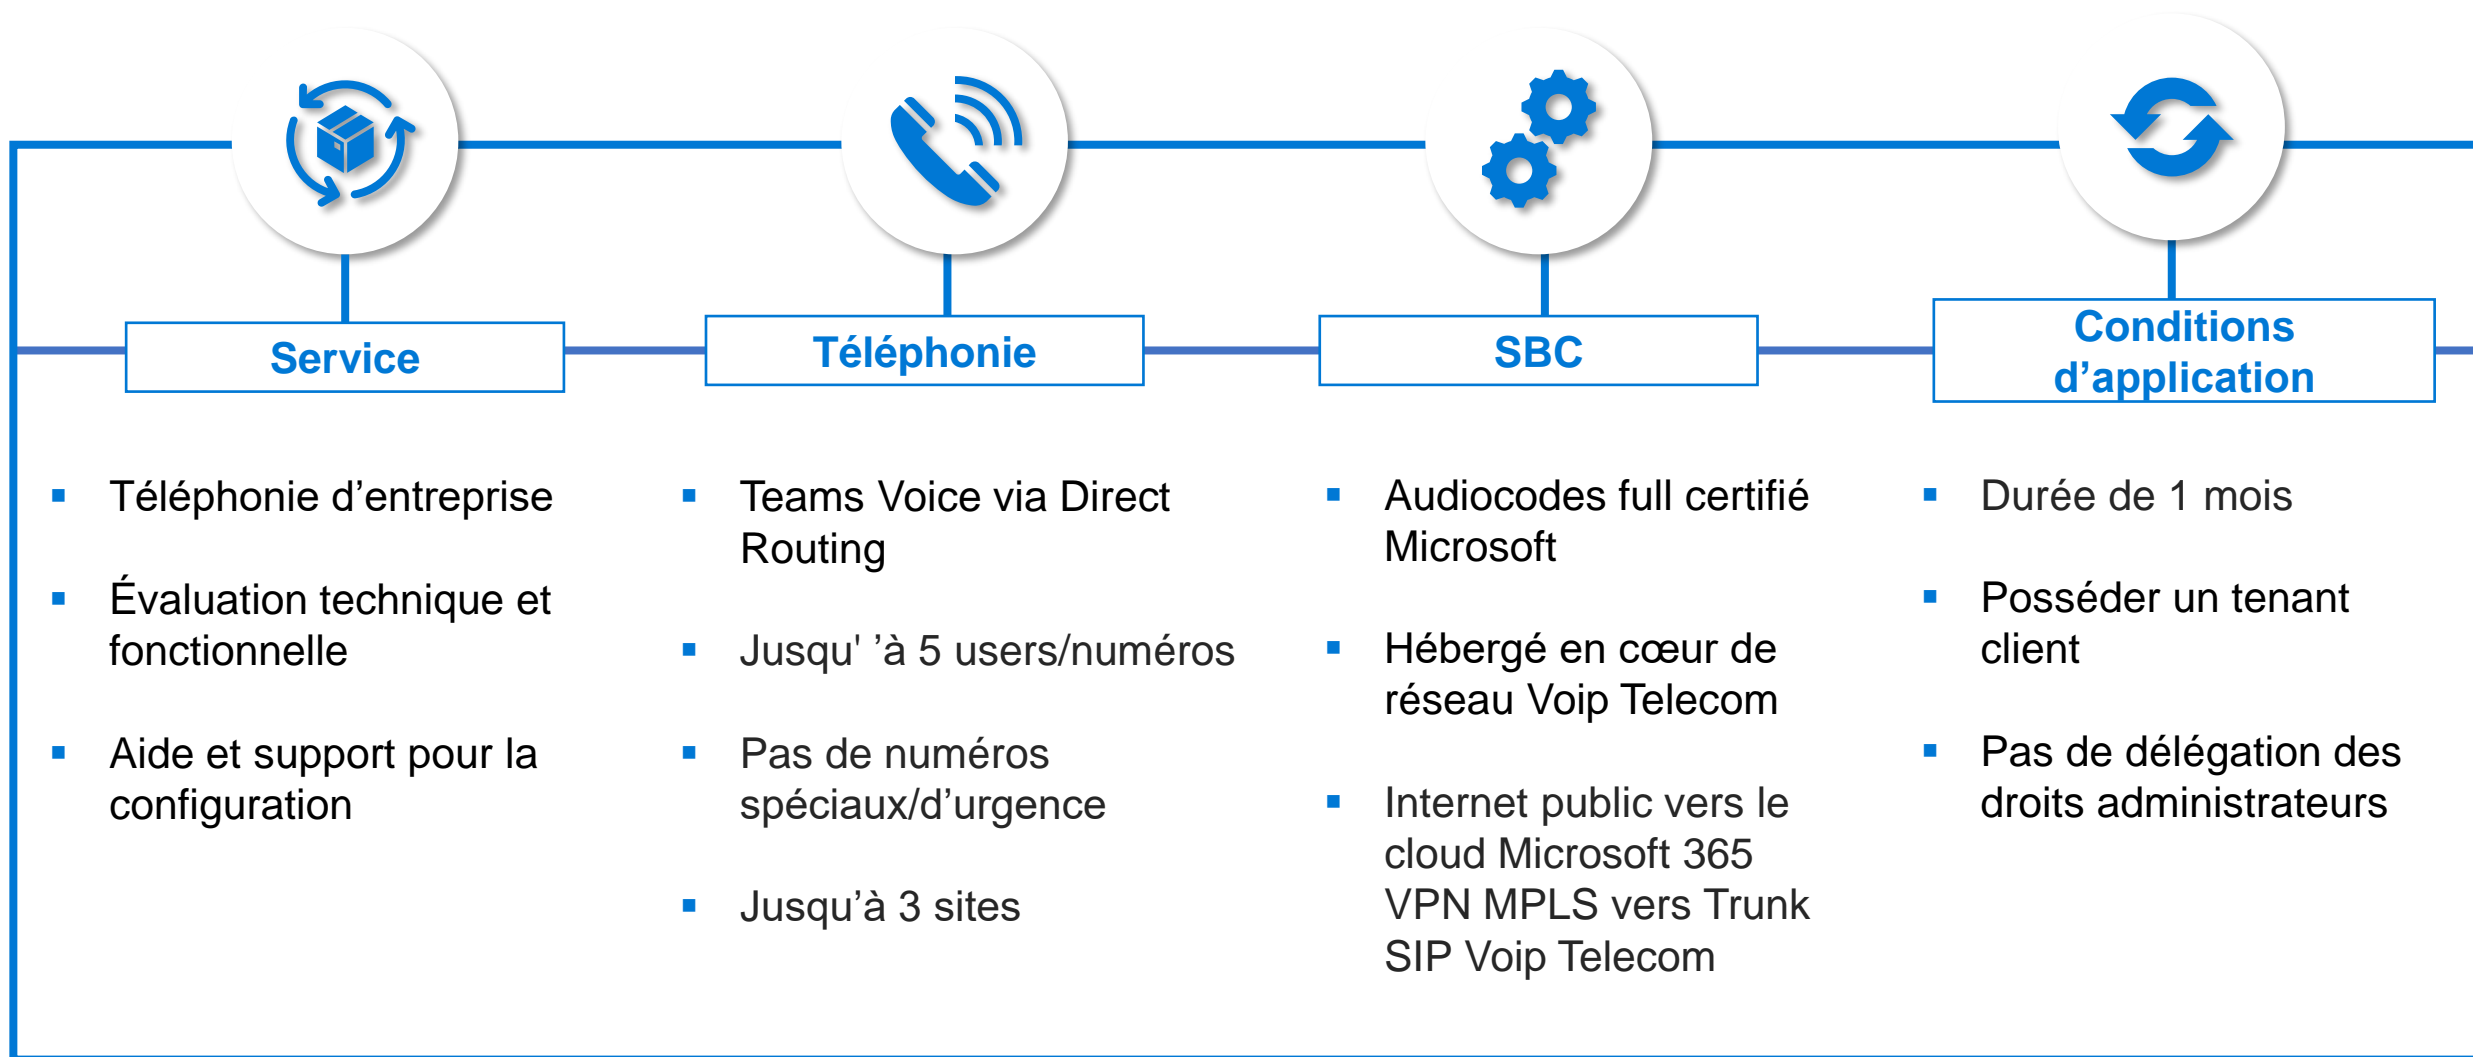 Service
Téléphonie d’entreprise
Évaluation technique et
fonctionnelle
Aide et support pour la
configuration
Téléphonie
Teams Voice via Direct
Routing
Jusqu' ’à 5 users/numéros
Pas de numéros
spéciaux/d’urgence
Jusqu’à 3 sites
SBC
Audiocodes full certifié
Microsoft
Hébergé en cœur de
réseau Voip Telecom
Internet public vers le
cloud Microsoft 365
VPN MPLS vers Trunk
SIP Voip Telecom
Conditions
d’application
Durée de 1 mois
Posséder un tenant
client
Pas de délégation des
droits administrateurs